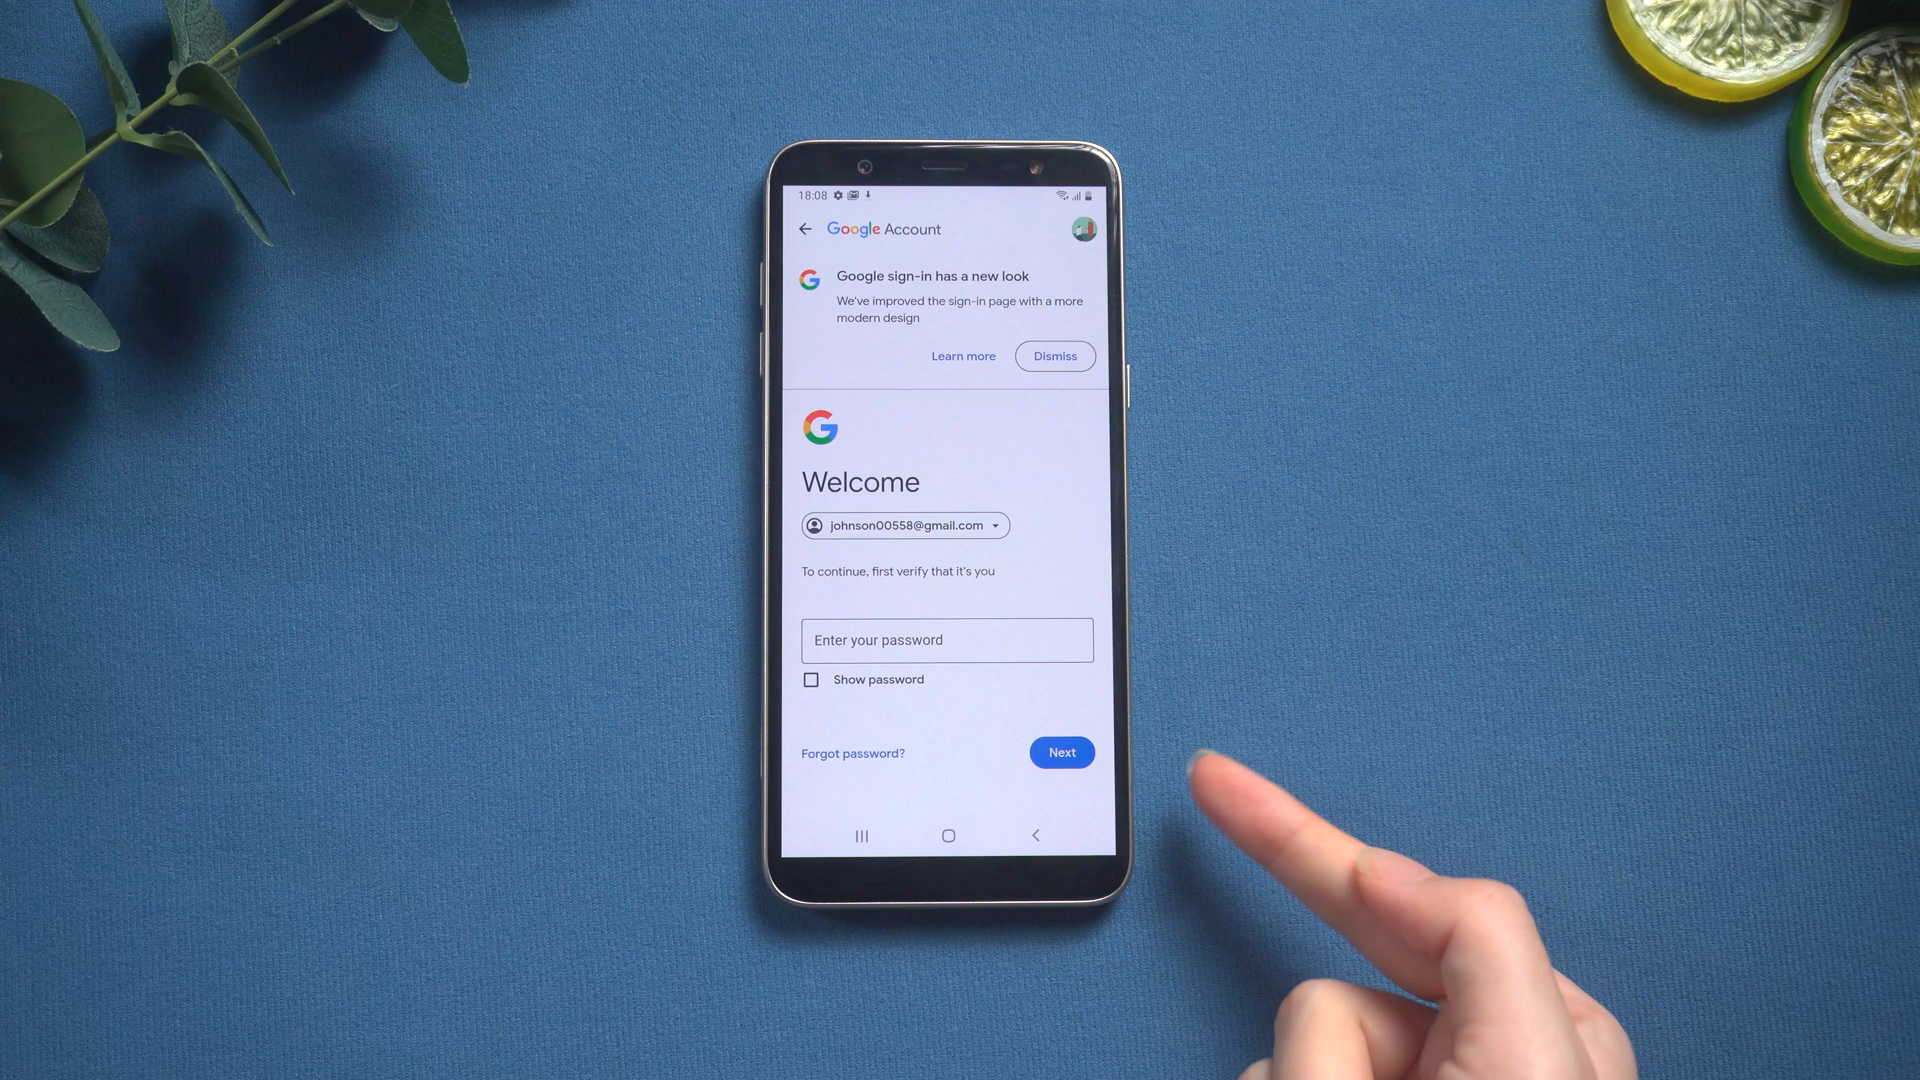 18:08
Google Account
Google sign-in has a new look
We've improved the sign-in page with a more
modern design
Learn more
Dismiss
G
Welcome
johnson00558@gmail.com
To continue, first verify that it's you
Enter your password
Show password
Forgot password?
Next